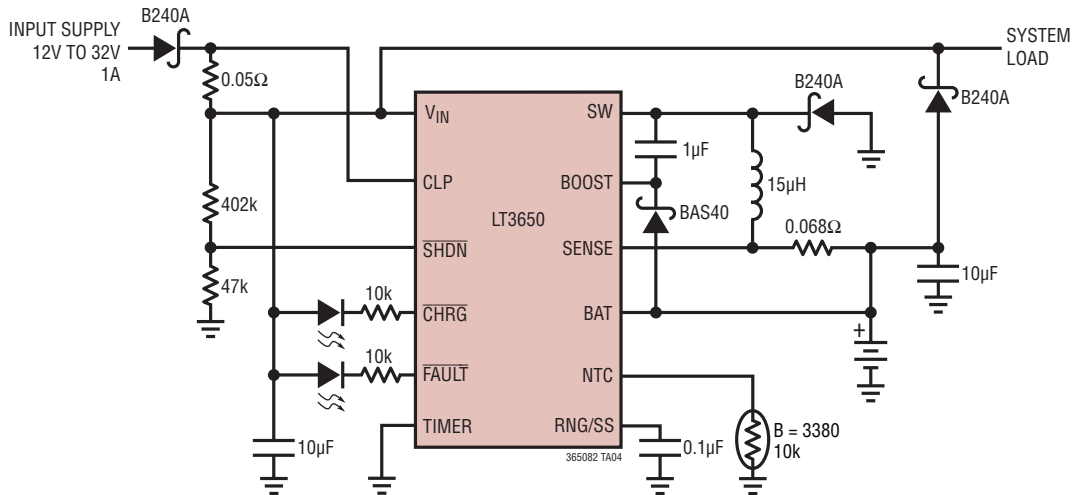 B240A
INPUT SUPPLY
12V TO 32V
1A
SYSTEM
LOAD
0.05Ω
B240A
B240A
VIN
SW
1µF
CLP
BOOST
15µH
402k
LT3650
BAS40
0.068Ω
SHDN
SENSE
47k
10µF
10k
CHRG
BAT
+
10k
FAULT
NTC
TIMER
RNG/SS
B = 3380
10k
10µF
0.1µF
365082 TA04